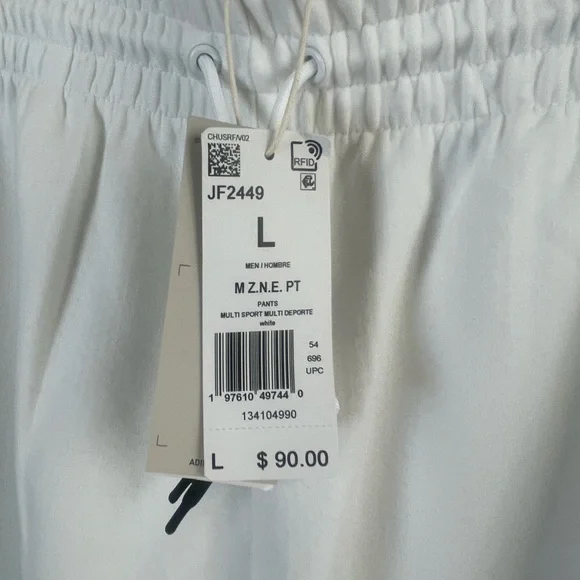 CHUSRF/V02
RFID
JF2449
L
MEN / HOMBRE
M Z.N.E. PT
PANTS
MULTI SPORT MULTI DEPORTE
white
54
696
UPC
1 97610 49744 0
134104990
L $ 90.00